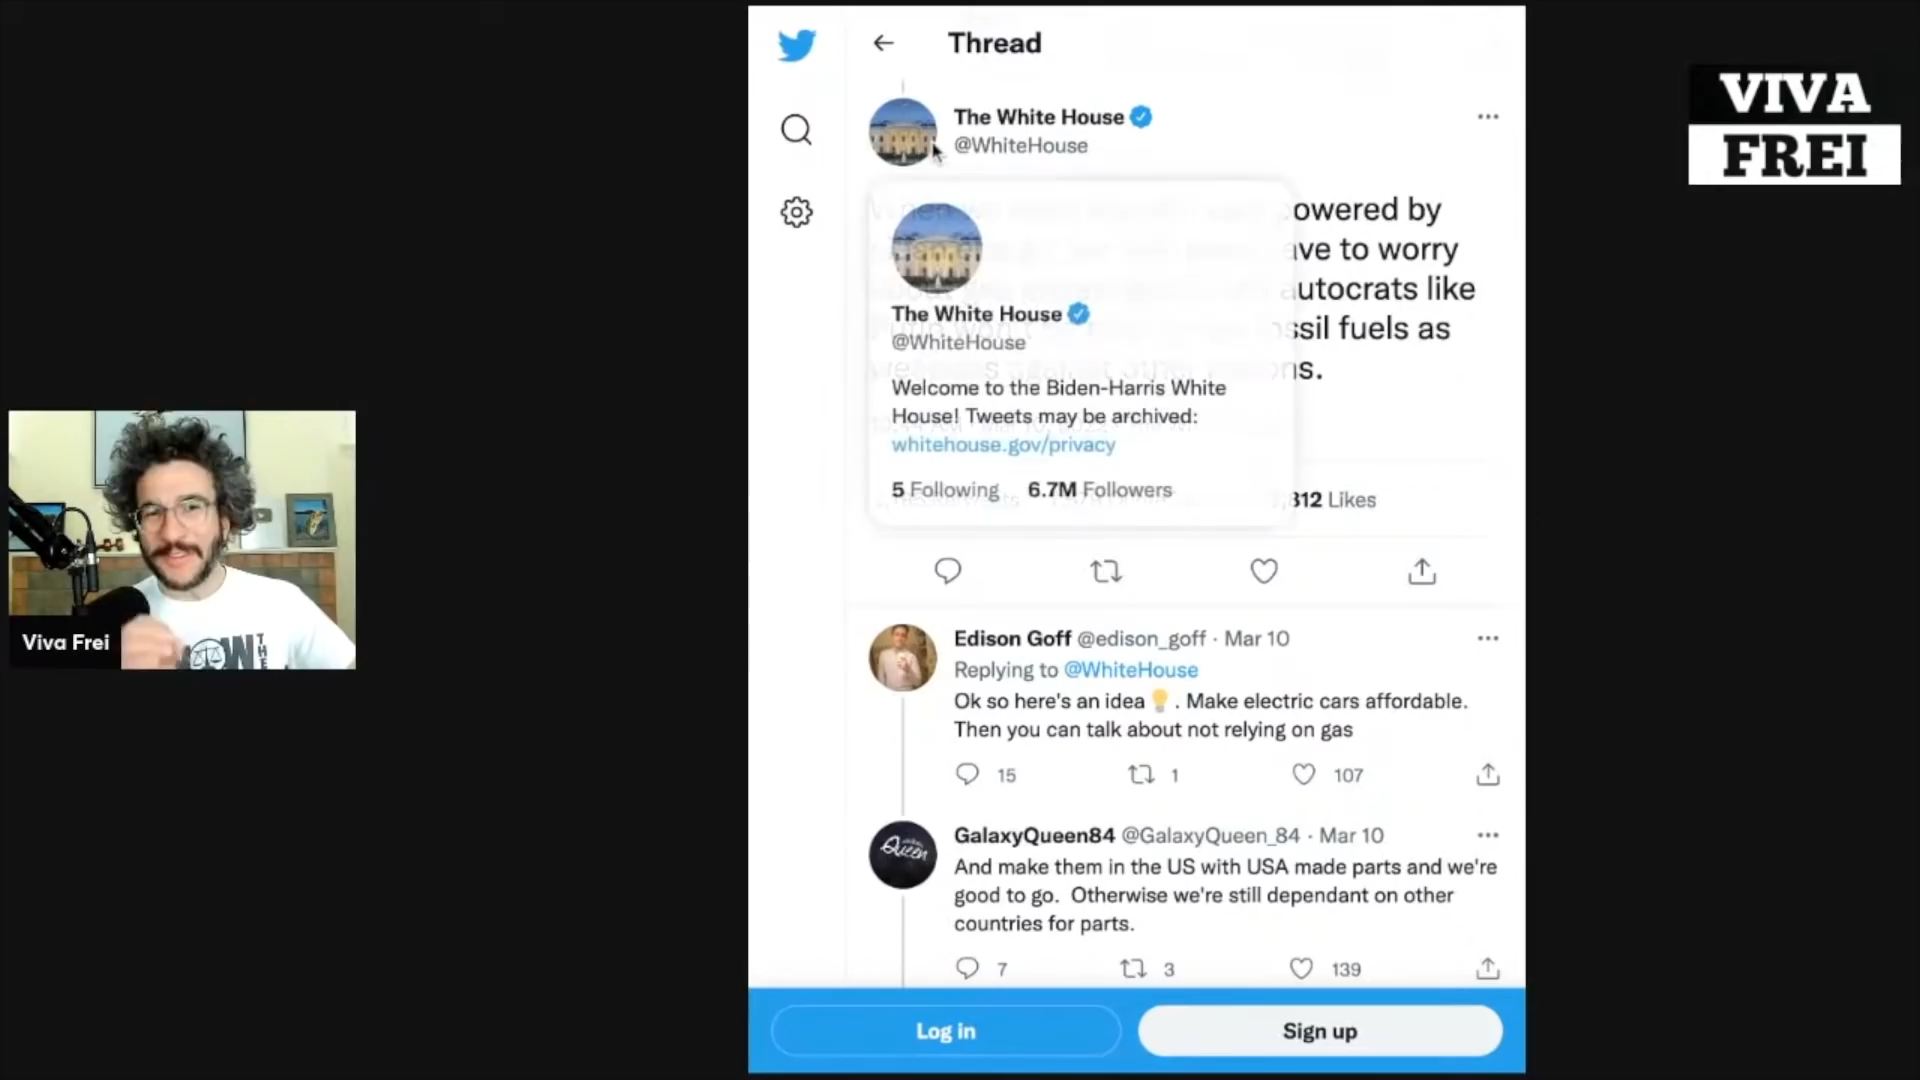 Thread
VIVA
FREI
The White House
@WhiteHouse
owered by
ave to worry
autocrats like
ssil fuels as
ns.
The White House
@WhiteHouse
Welcome to the Biden-Harris White
House! Tweets may be archived:
whitehouse.gov/privacy
5 Following 6.7M Followers
812 Likes
Edison Goff @edison_goff · Mar 10
Replying to @WhiteHouse
Ok so here's an idea 💡. Make electric cars affordable.
Then you can talk about not relying on gas
15 1 107
GalaxyQueen84 @GalaxyQueen_84 · Mar 10
And make them in the US with USA made parts and we're
good to go. Otherwise we're still dependant on other
countries for parts.
7 3 139
Log in Sign up
Viva Frei
Queen